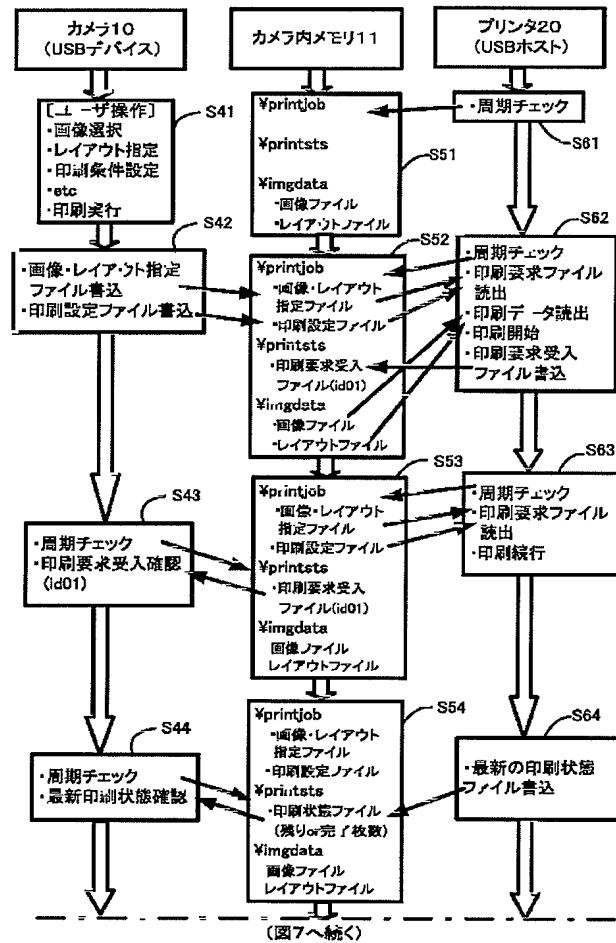 カメラ10
(USBデバイス)
カメラ内メモリ11
プリンタ20
(USBホスト)
[ユーザ操作]
・画像選択
・レイアウト指定
・印刷条件設定
・etc
・印刷実行
S41
¥printjob
¥printsts
¥imgdata
・画像ファイル
・レイアウトファイル
S51
・周期チェック
S61
S42
・画像・レイアウト指定
ファイル書込
・印刷設定ファイル書込
S52
¥printjob
・画像・レイアウト
指定ファイル
・印刷設定ファイル
¥printsts
・印刷要求受入
ファイル(id01)
¥imgdata
・画像ファイル
・レイアウトファイル
S62
・周期チェック
・印刷要求ファイル
読出
・印刷データ読出
・印刷開始
・印刷要求受入
ファイル書込
S43
・周期チェック
・印刷要求受入確認
(id01)
S53
¥printjob
・画像・レイアウト
指定ファイル
・印刷設定ファイル
¥printsts
・印刷要求受入
ファイル(id01)
¥imgdata
画像ファイル
レイアウトファイル
S63
・周期チェック
・印刷要求ファイル
読出
・印刷続行
S44
・周期チェック
・最新印刷状態確認
S54
¥printjob
・画像・レイアウト
指定ファイル
・印刷設定ファイル
¥printsts
・印刷状態ファイル
(残りor完了枚数)
¥imgdata
画像ファイル
レイアウトファイル
S64
・最新の印刷状態
ファイル書込
(図7へ続く)